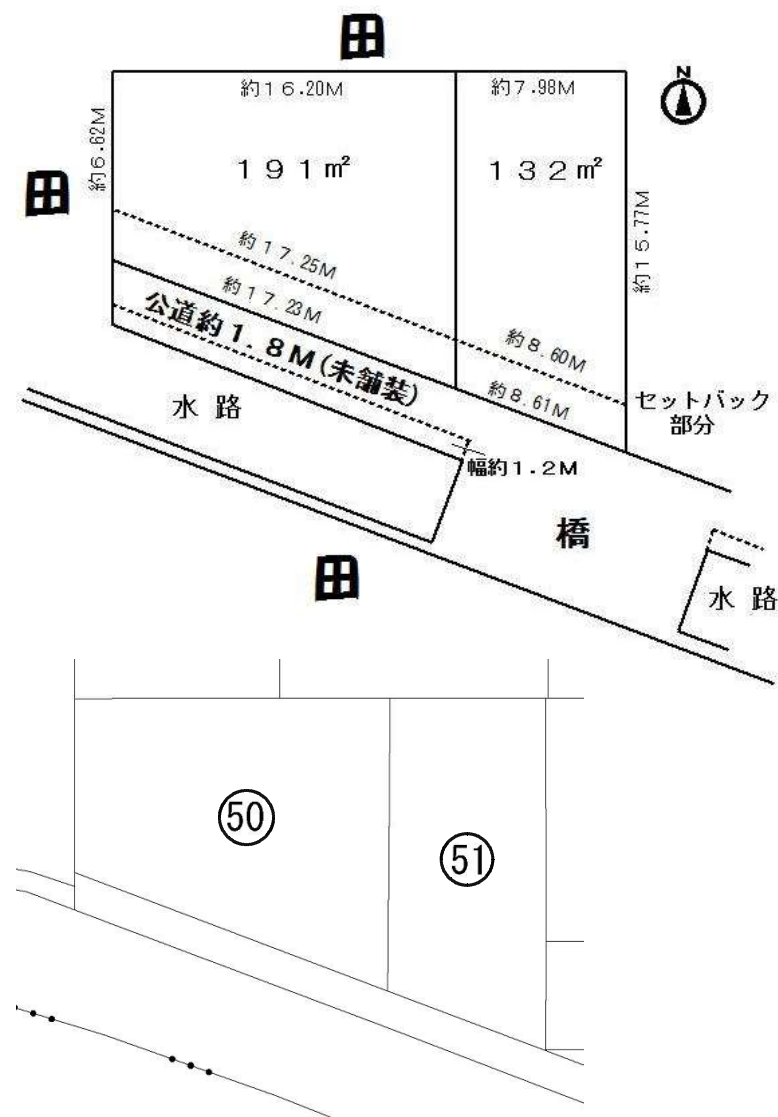 田
N
約16.20M
約7.98M
約6.62M
191㎡
132㎡
田
約15.77M
約17.25M
約17.23M
公道約1.8M(未舗装)
約8.60M
約8.61M
セットバック
部分
水路
幅約1.2M
橋
田
水路
50
51